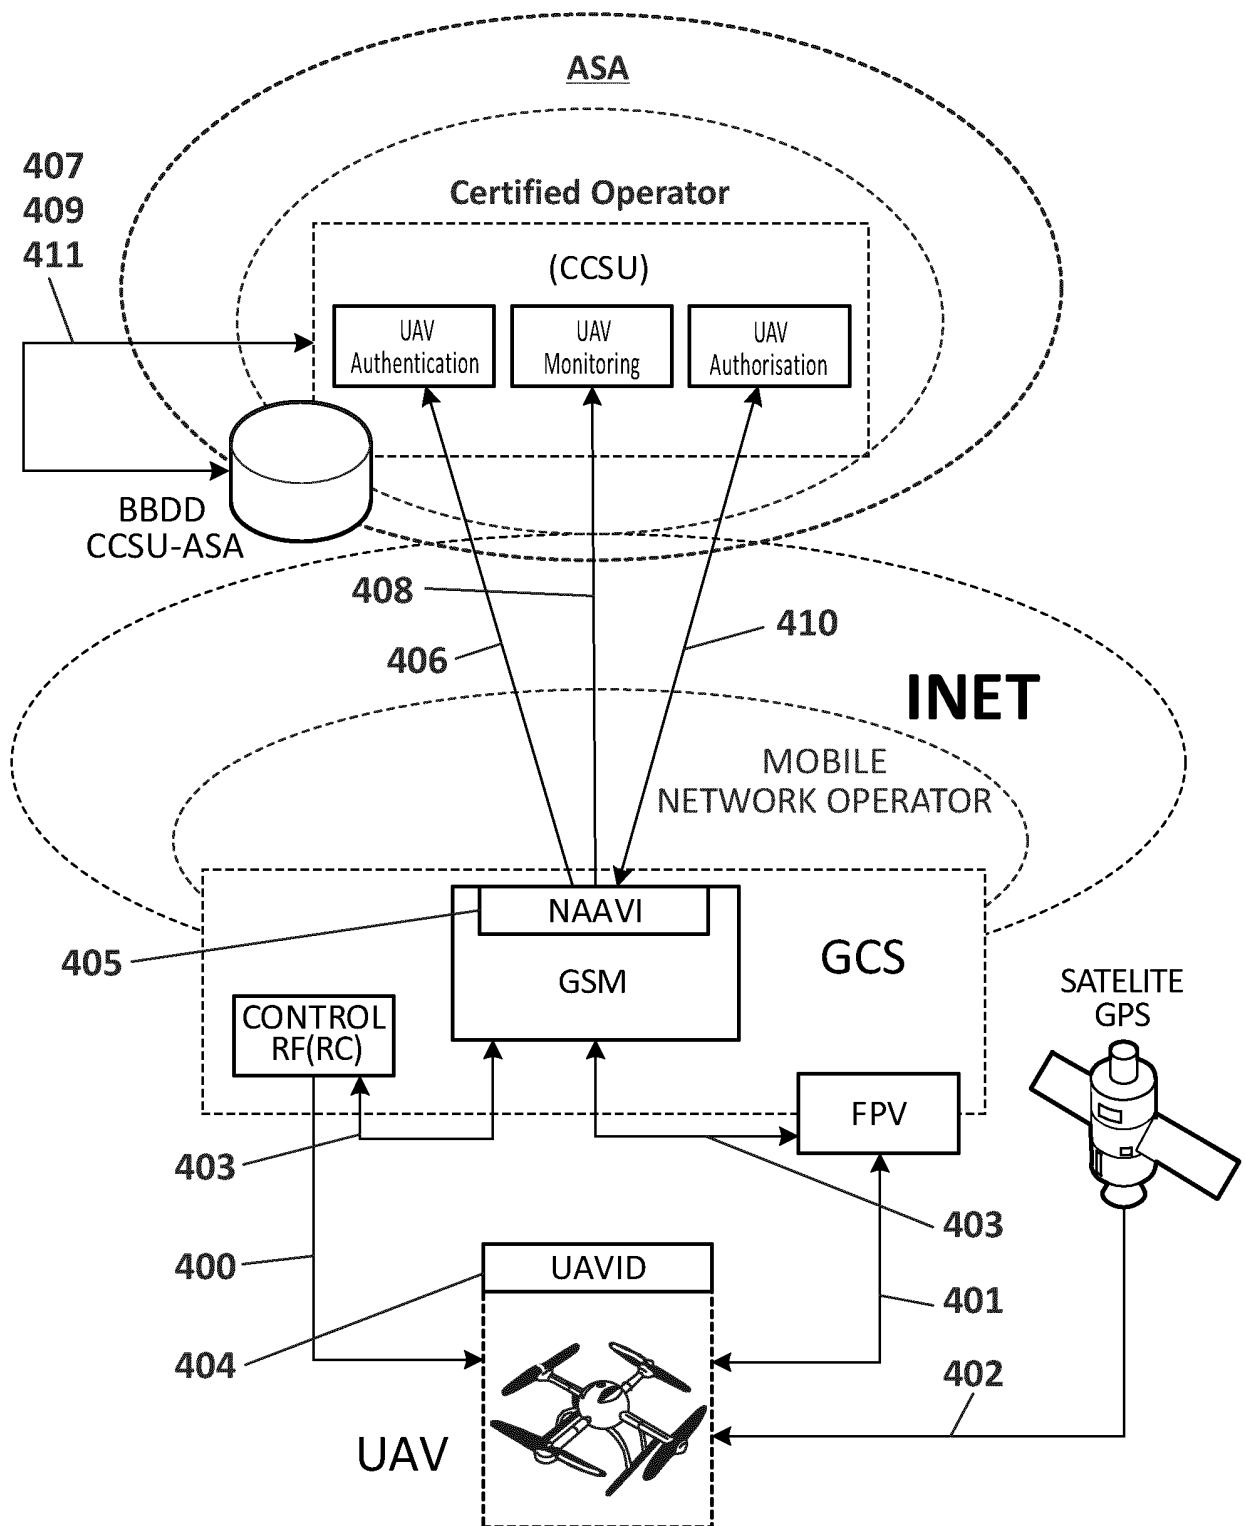 ASA
407
409
411
Certified Operator
(CCSU)
UAV
Authentication
UAV
Monitoring
UAV
Authorisation
BBDD
CCSU-ASA
408
410
406
INET
MOBILE
NETWORK OPERATOR
NAAVI
405
GCS
GSM
SATELITE
GPS
CONTROL
RF(RC)
FPV
403
403
400
UAVID
401
404
402
UAV